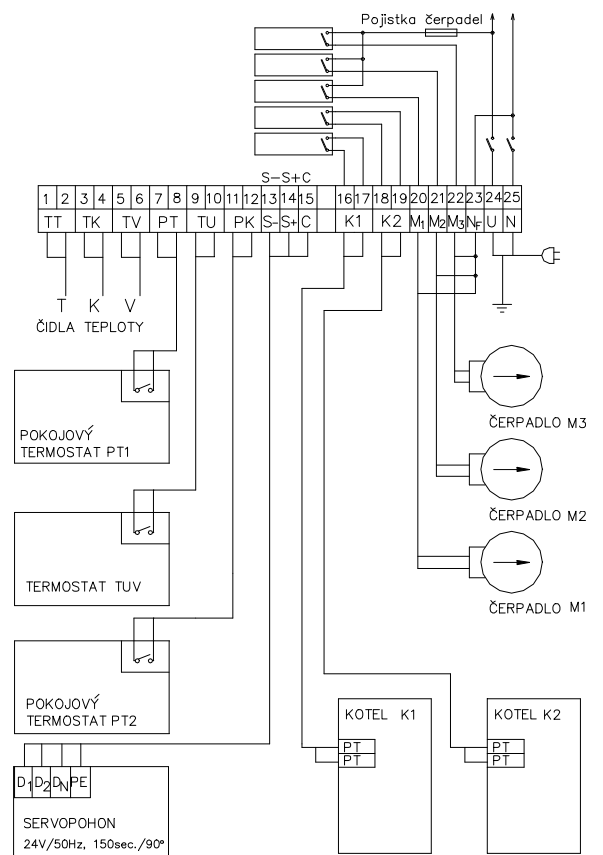 Pojistka čerpadel
S-S+C
1 2 3 4 5 6 7 8 9 10 11 12 13 14 15 16 17 18 19 20 21 22 23 24 25
TT TK TV PT TU PK S- S+ C K1 K2 M1 M2 M3 NF U N
T K V
ČIDLA TEPLOTY
POKOJOVÝ
TERMOSTAT PT1
ČERPADLO M3
ČERPADLO M2
TERMOSTAT TUV
ČERPADLO M1
POKOJOVÝ
TERMOSTAT PT2
KOTEL K1
PT
PT
KOTEL K2
PT
PT
D1 D2 DN PE
SERVOPOHON
24V/50Hz, 150sec./90°